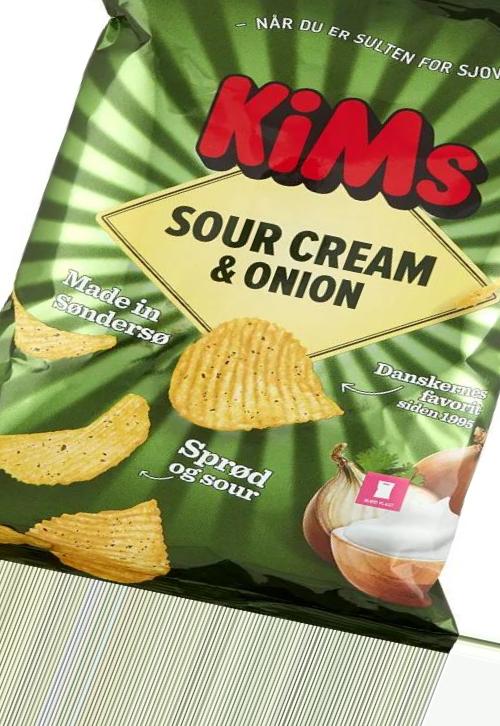 – NÅR DU ER SULTEN FOR SJOV
KiMs
SOUR CREAM
& ONION
Made in
Søndersø
Danskernes
favorit
siden 1995
Sprød
og sour